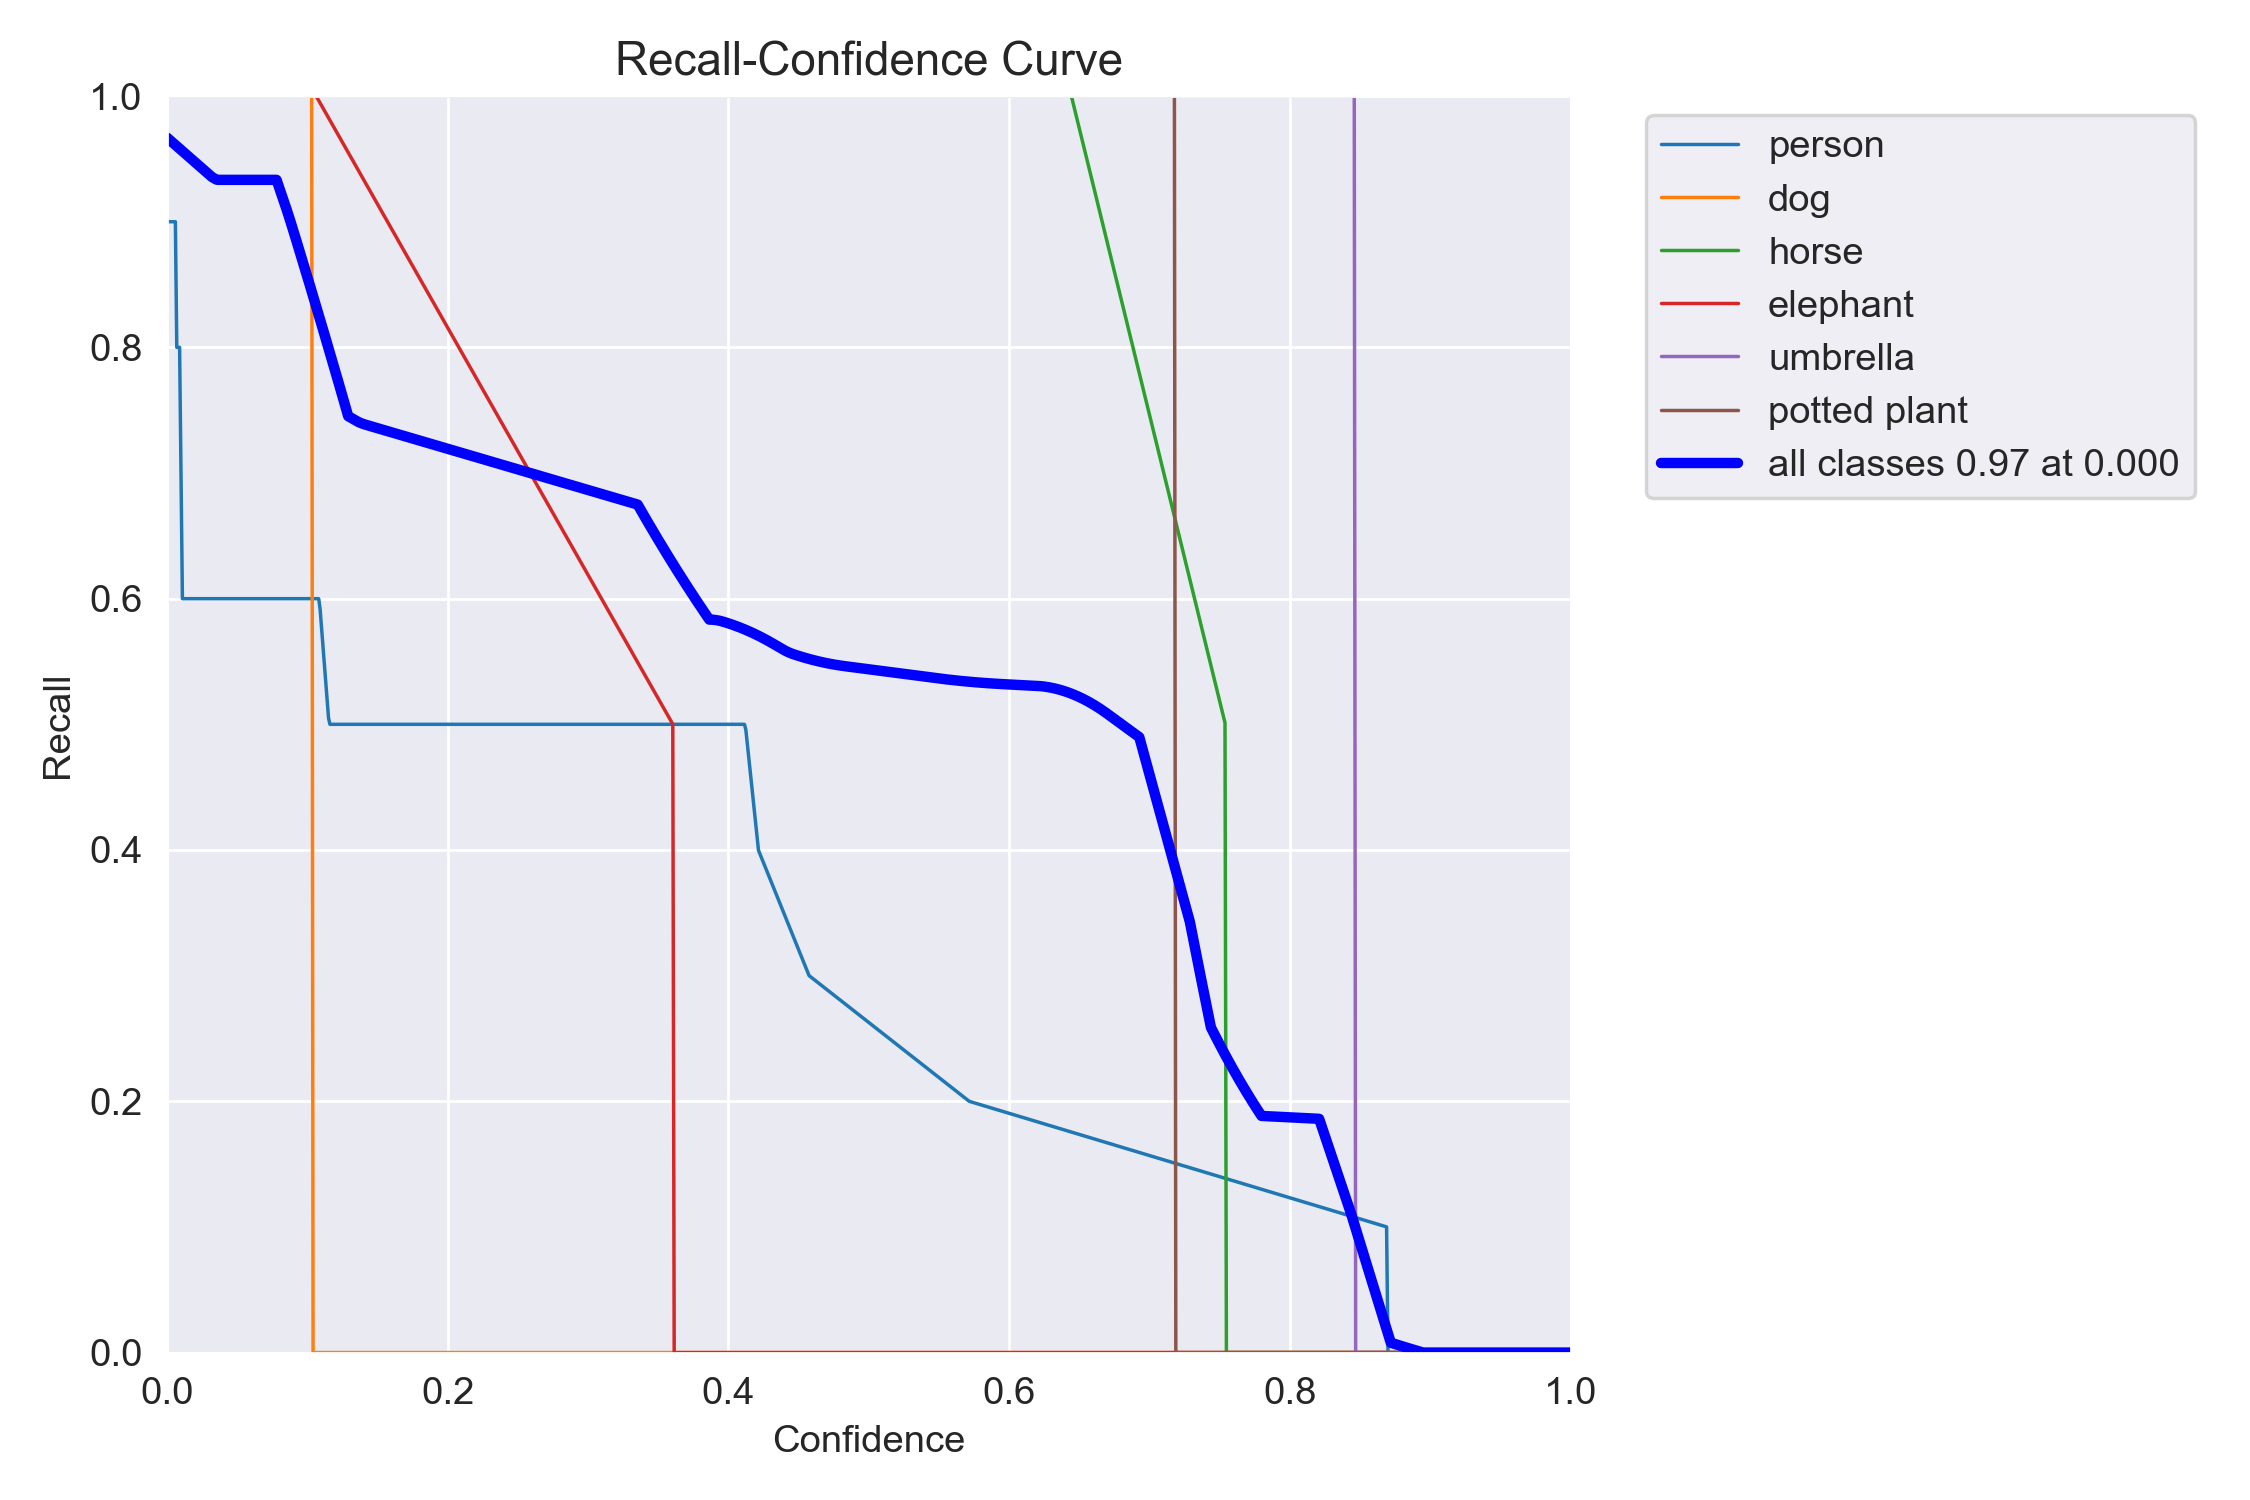 Recall-Confidence Curve
1.0
0.8
0.6
0.4
0.2
0.0
Recall
0.0 0.2 0.4 0.6 0.8 1.0
Confidence
person
dog
horse
elephant
umbrella
potted plant
all classes 0.97 at 0.000